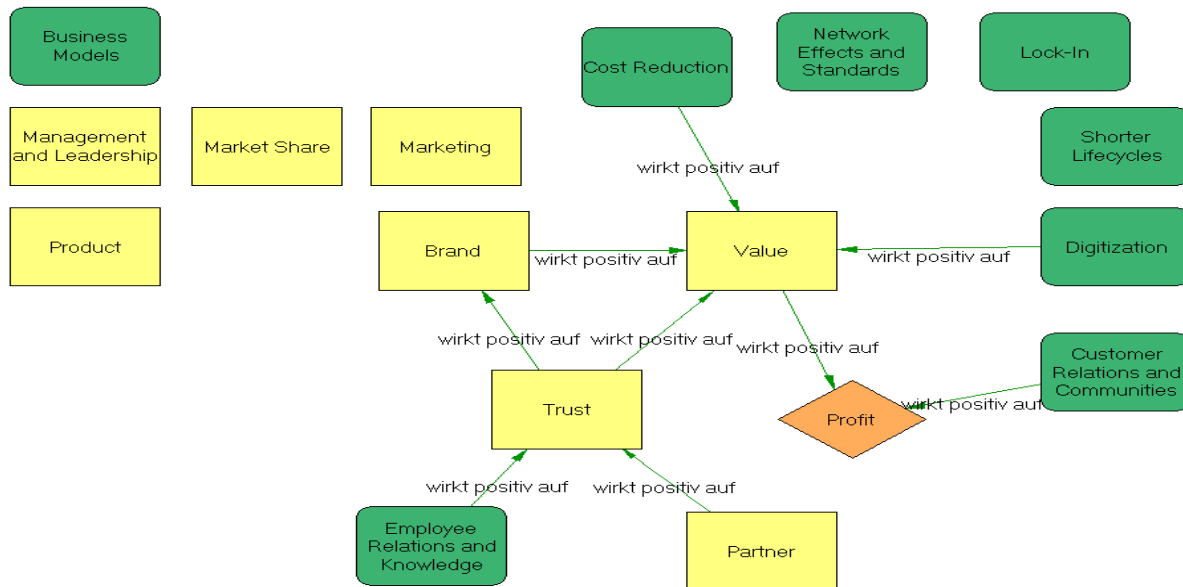 Business
Models
Cost Reduction
Network
Effects and
Standards
Lock-In
Management
and Leadership
Market Share
Marketing
Shorter
Lifecycles
wirkt positiv auf
Product
Brand
wirkt positiv auf
Value
wirkt positiv auf
Digitization
wirkt positiv auf
wirkt positiv auf
wirkt positiv auf
Customer
Relations and
Communities
Trust
Profit
wirkt positiv auf
wirkt positiv auf
wirkt positiv auf
Employee
Relations and
Knowledge
Partner